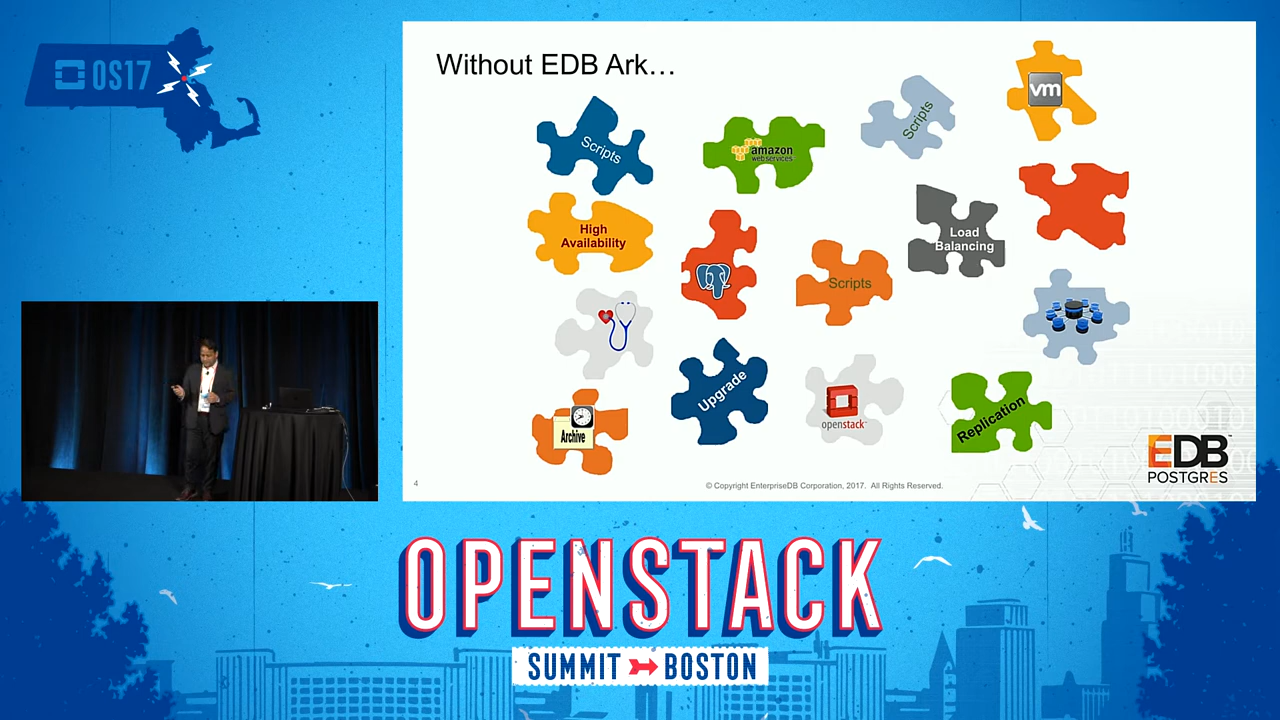 OS17
Without EDB Ark…
vm
Scripts
Scripts
amazon
webservices
High
Availability
Load
Balancing
Scripts
Upgrade
Archive
openstack
Replication
EDB
POSTGRES
4
© Copyright EnterpriseDB Corporation, 2017. All Rights Reserved.
OPENSTACK
SUMMIT BOSTON